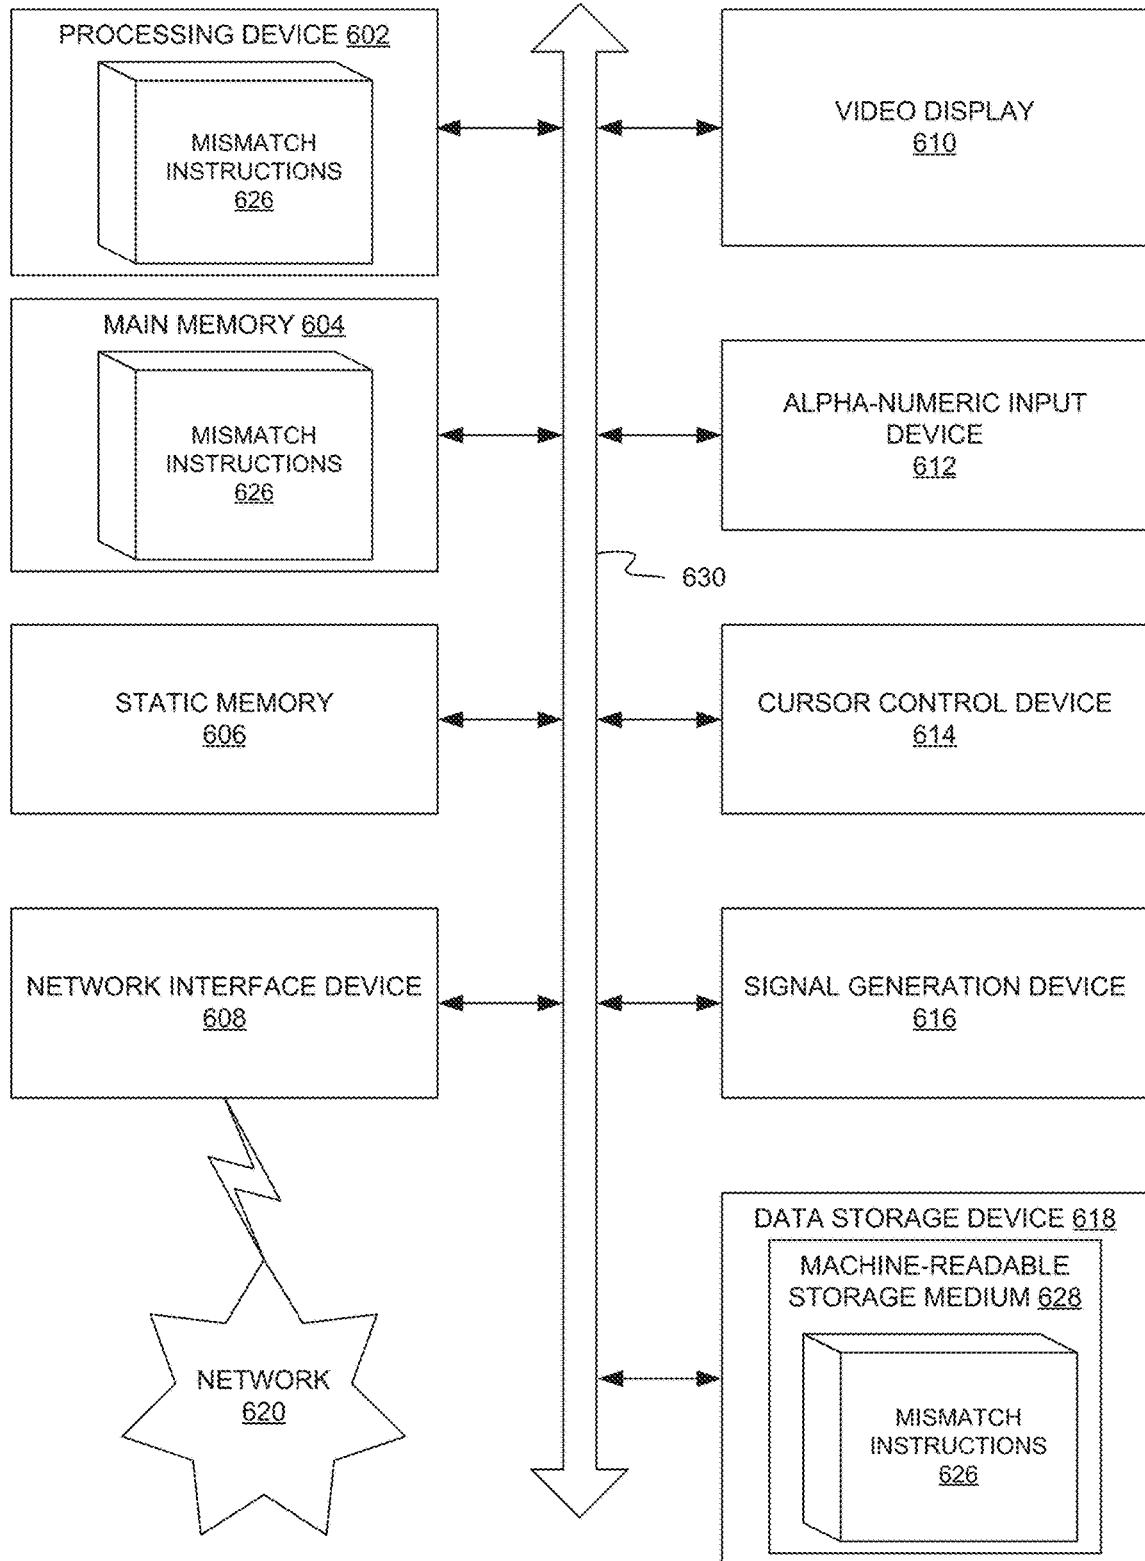 PROCESSING DEVICE 602
MISMATCH
INSTRUCTIONS
626
MAIN MEMORY 604
MISMATCH
INSTRUCTIONS
626
STATIC MEMORY
606
NETWORK INTERFACE DEVICE
608
NETWORK
620
630
VIDEO DISPLAY
610
ALPHA-NUMERIC INPUT
DEVICE
612
CURSOR CONTROL DEVICE
614
SIGNAL GENERATION DEVICE
616
DATA STORAGE DEVICE 618
MACHINE-READABLE
STORAGE MEDIUM 628
MISMATCH
INSTRUCTIONS
626